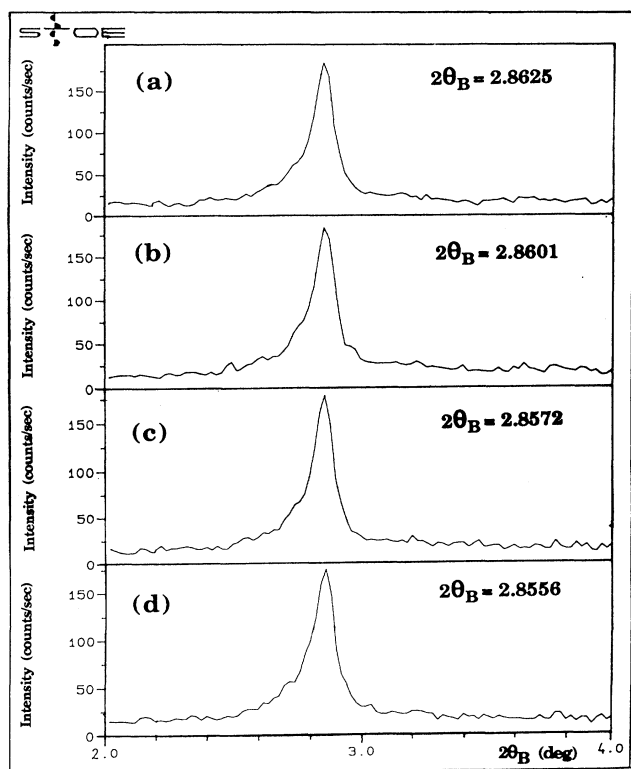 STOE
Intensity (counts/sec)
150
100
50
0
(a)
2θB = 2.8625
Intensity (counts/sec)
150
100
50
0
(b)
2θB = 2.8601
Intensity (counts/sec)
150
100
50
0
(c)
2θB = 2.8572
Intensity (counts/sec)
150
100
50
0
(d)
2θB = 2.8556
2.0
3.0
2θB (deg)
4.0